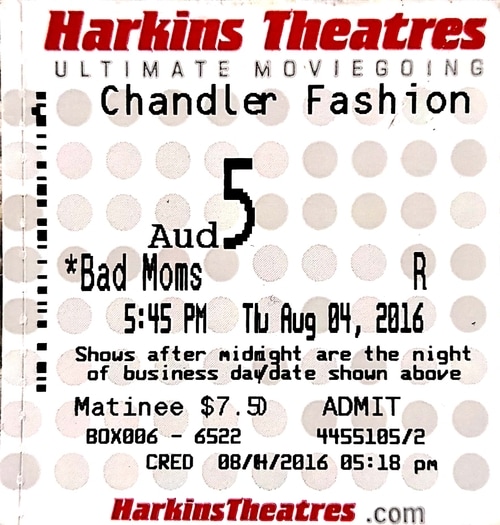 Harkins Theatres
ULTIMATE MOVIEGOING
Chandler Fashion
Aud 5
*Bad Moms R
5:45 PM Thu Aug 04, 2016
Shows after midnight are the night
of business day/date shown above
Matinee $7.50 ADMIT
BOX006 - 6522 4455105/2
CRED 08/04/2016 05:18 pm
HarkinsTheatres.com